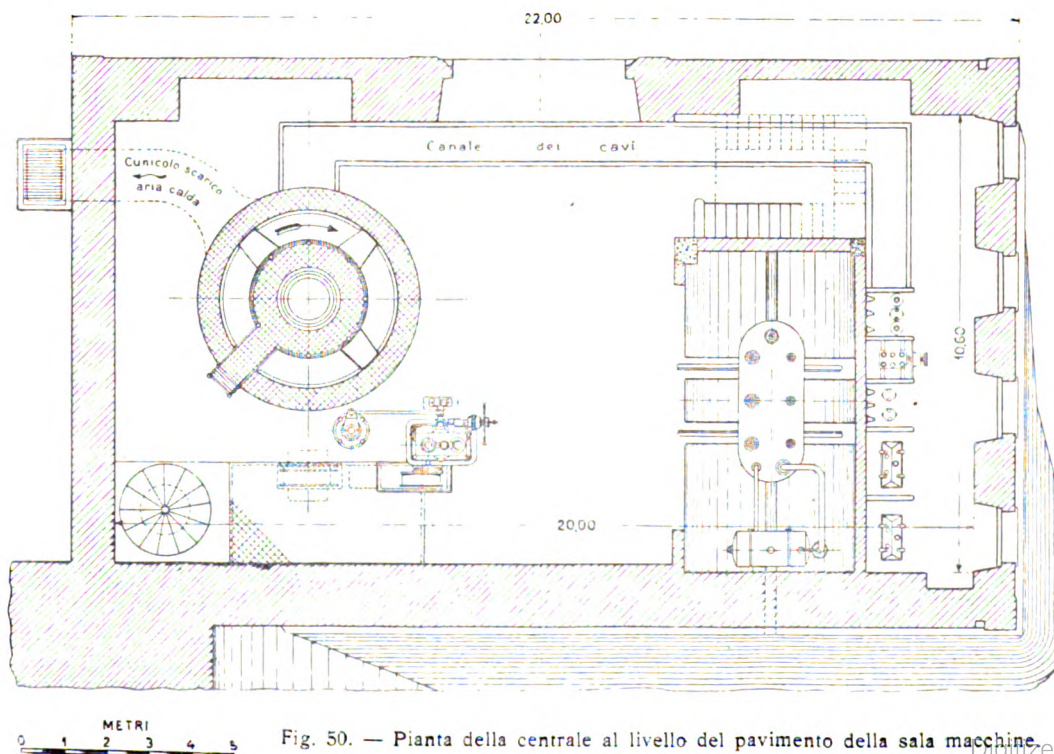 22,00
Canale dei cavi
Cunicolo scarico
aria calda
10,60
20,00
METRI
0 1 2 3 4 5
Fig. 50. — Pianta della centrale al livello del pavimento della sala macchine.